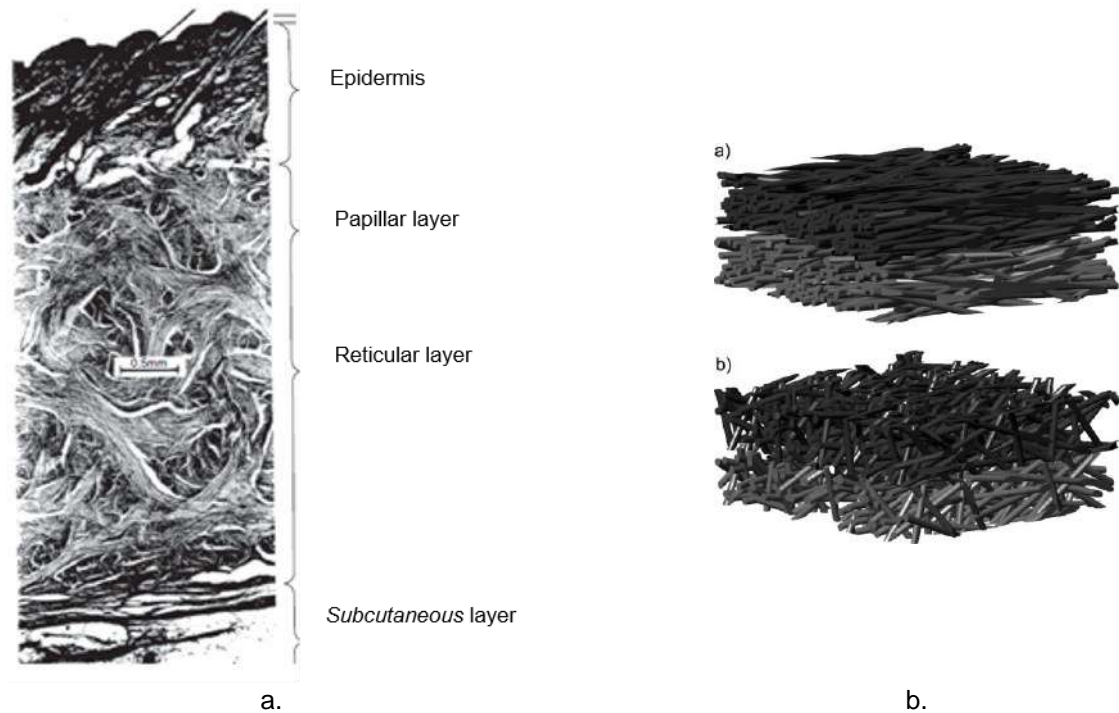 Epidermis
a)
Papillar layer
Reticular layer
0.5mm
b)
Subcutaneous layer
a.
b.